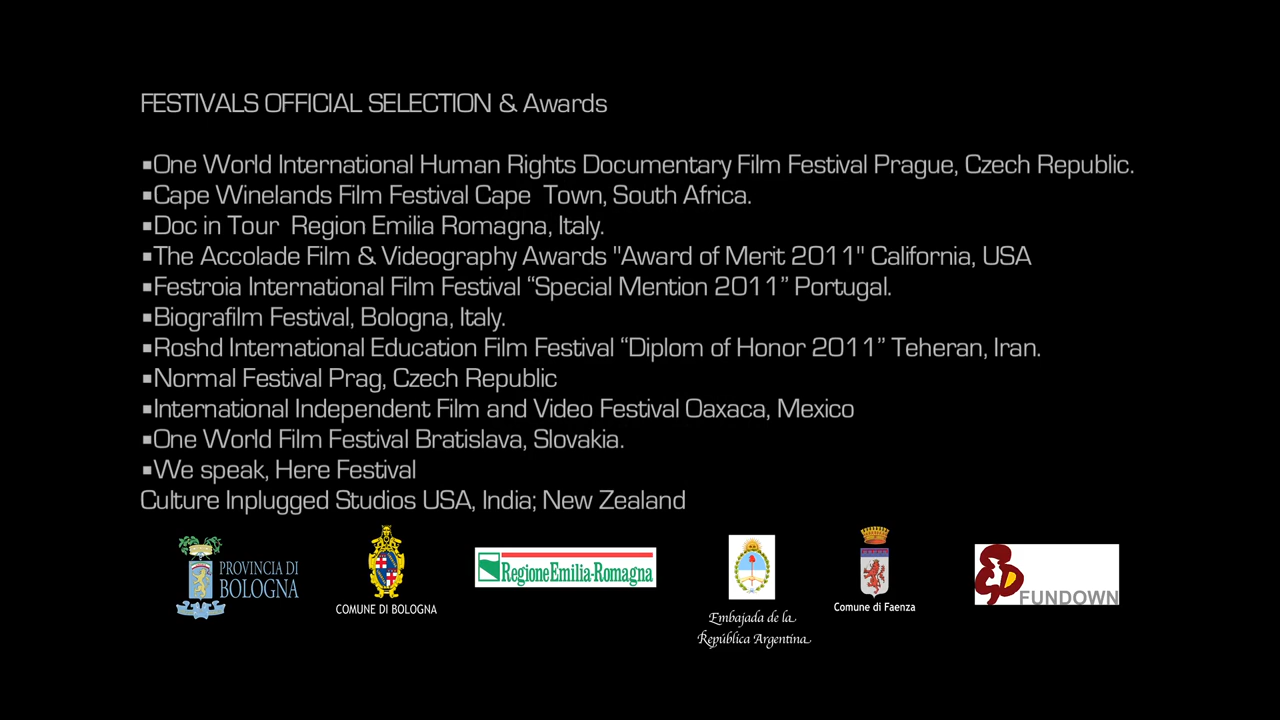 FESTIVALS OFFICIAL SELECTION & Awards
▪One World International Human Rights Documentary Film Festival Prague, Czech Republic.
▪Cape Winelands Film Festival Cape  Town, South Africa.
▪Doc in Tour  Region Emilia Romagna, Italy.
▪The Accolade Film & Videography Awards "Award of Merit 2011" California, USA
▪Festroia International Film Festival “Special Mention 2011” Portugal.
▪Biografilm Festival, Bologna, Italy.
▪Roshd International Education Film Festival “Diplom of Honor 2011” Teheran, Iran.
▪Normal Festival Prag, Czech Republic
▪International Independent Film and Video Festival Oaxaca, Mexico
▪One World Film Festival Bratislava, Slovakia.
▪We speak, Here Festival
Culture Inplugged Studios USA, India; New Zealand
PROVINCIA DI
BOLOGNA
COMUNE DI BOLOGNA
RegioneEmilia-Romagna
Embajada de la
República Argentina
Comune di Faenza
FUNDOWN